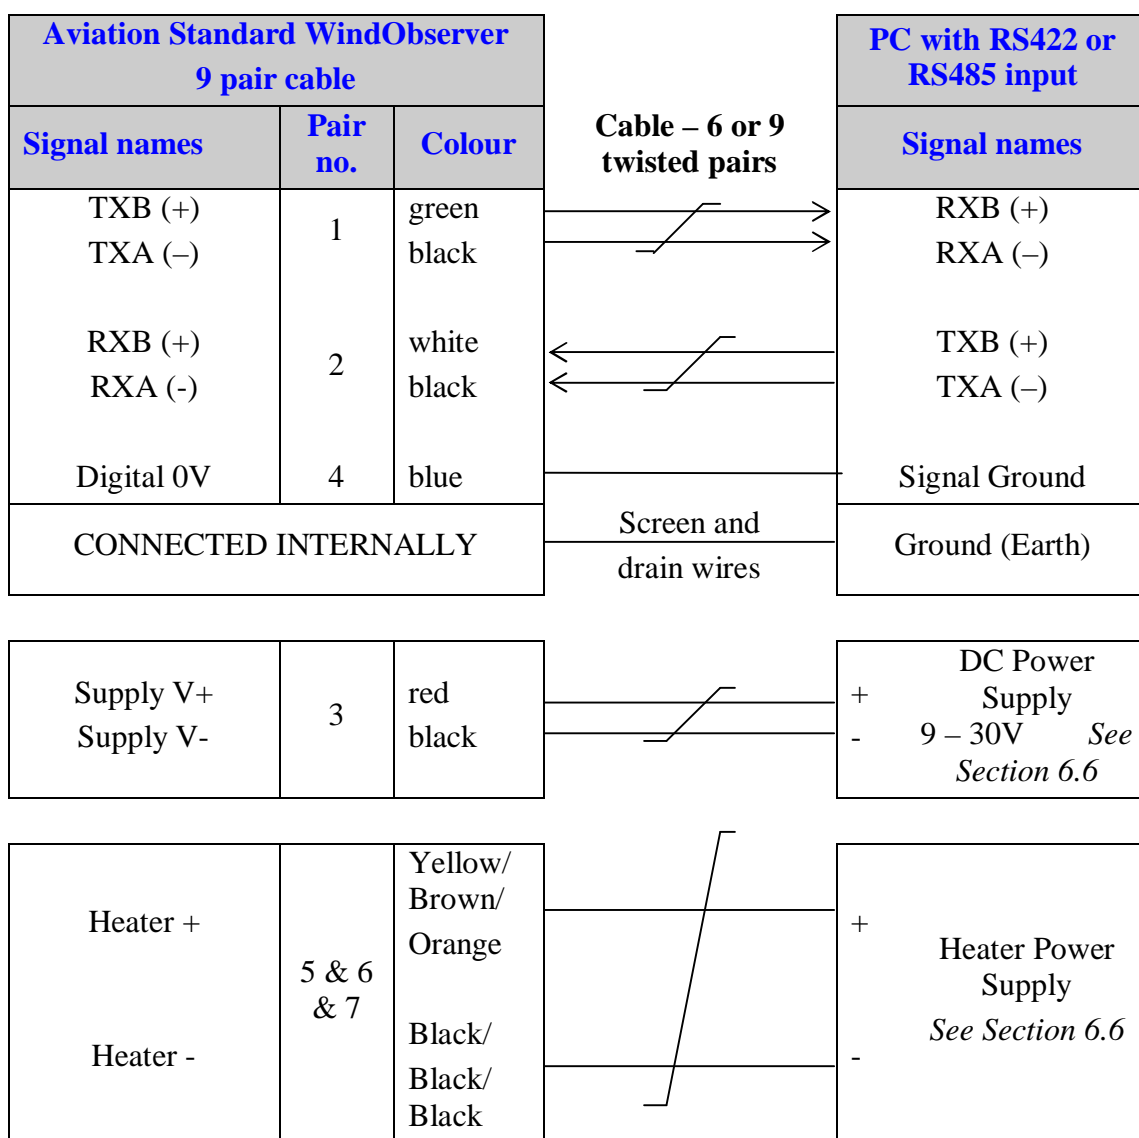 Aviation Standard WindObserver
9 pair cable
PC with RS422 or
RS485 input
Signal names
Pair
no.
Colour
Cable – 6 or 9
twisted pairs
Signal names
TXB (+)
TXA (–)
1
green
black
RXB (+)
RXA (–)
RXB (+)
RXA (-)
2
white
black
TXB (+)
TXA (–)
Digital 0V
4
blue
Signal Ground
CONNECTED INTERNALLY
Screen and
drain wires
Ground (Earth)
Supply V+
Supply V-
3
red
black
+
-
DC Power
Supply
9 – 30V See
Section 6.6
Heater +
Heater -
5 & 6
& 7
Yellow/
Brown/
Orange
Black/
Black/
Black
+
-
Heater Power
Supply
See Section 6.6